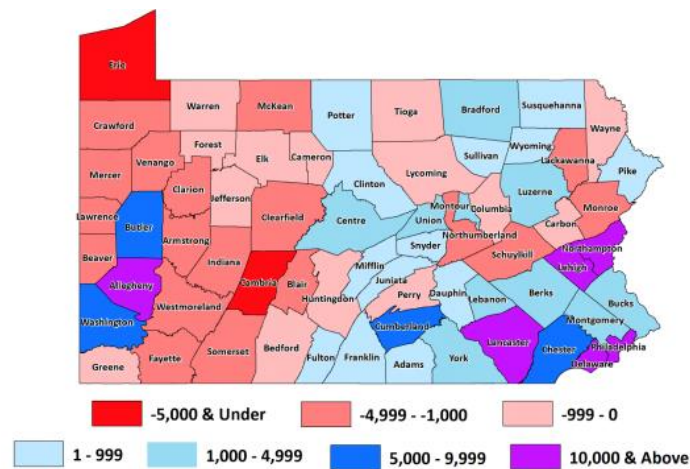 Erie
Warren
McKean
Potter
Tioga
Bradford
Susquehanna
Wayne
Crawford
Forest
Elk
Cameron
Sullivan
Wyoming
Lackawanna
Pike
Mercer
Venango
Clarion
Jefferson
Clinton
Lycoming
Luzerne
Monroe
Lawrence
Butler
Armstrong
Clearfield
Centre
Union
Montour
Columbia
Carbon
Northampton
Beaver
Indiana
Snyder
Northumberland
Schuylkill
Lehigh
Allegheny
Cambria
Blair
Mifflin
Juniata
Dauphin
Lebanon
Berks
Bucks
Westmoreland
Huntingdon
Perry
Montgomery
Washington
Cumberland
Lancaster
Chester
Philadelphia
Greene
Fayette
Somerset
Bedford
Fulton
Franklin
Adams
York
Delaware
-5,000 & Under
-4,999 - -1,000
-999 - 0
1 - 999
1,000 - 4,999
5,000 - 9,999
10,000 & Above